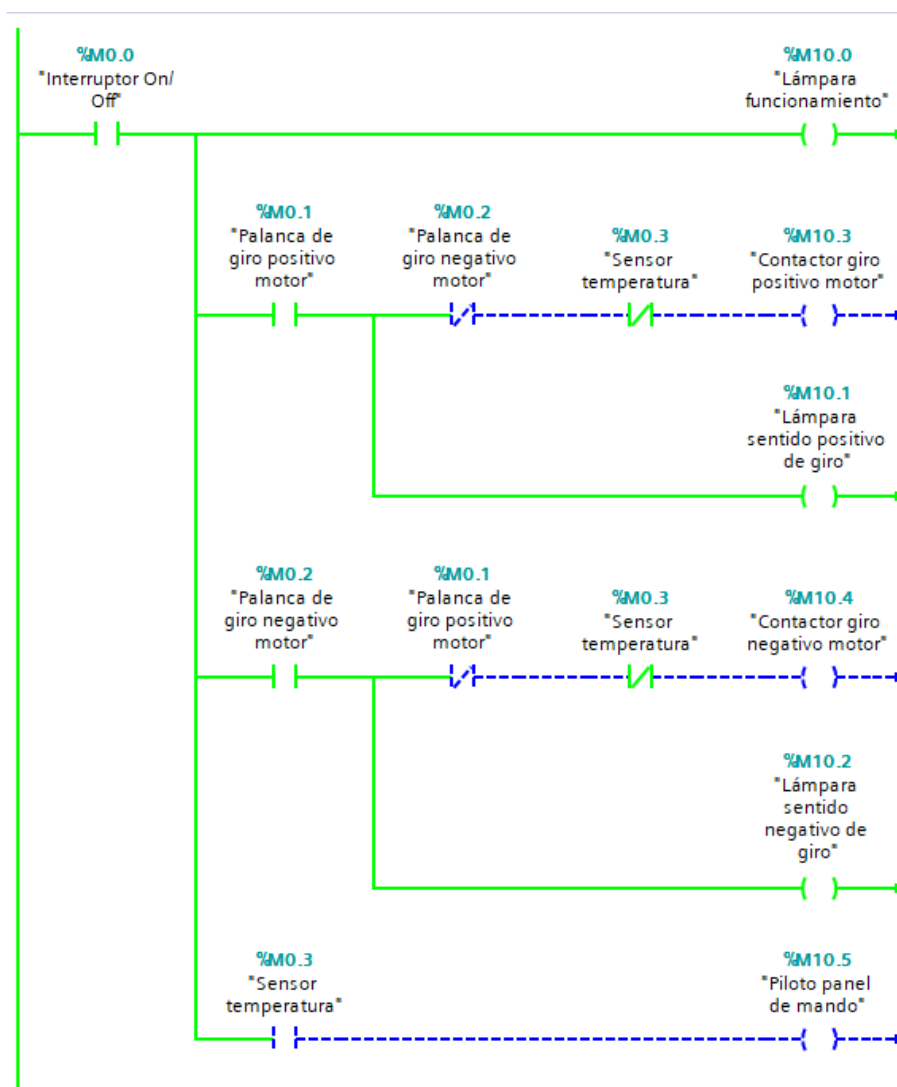 %M0.0
"Interruptor On/
Off"
%M10.0
"Lámpara
funcionamiento"
%M0.1
"Palanca de
giro positivo
motor"
%M0.2
"Palanca de
giro negativo
motor"
%M0.3
"Sensor
temperatura"
%M10.3
"Contactor giro
positivo motor"
%M10.1
"Lámpara
sentido positivo
de giro"
%M0.2
"Palanca de
giro negativo
motor"
%M0.1
"Palanca de
giro positivo
motor"
%M0.3
"Sensor
temperatura"
%M10.4
"Contactor giro
negativo motor"
%M10.2
"Lámpara
sentido
negativo de
giro"
%M0.3
"Sensor
temperatura"
%M10.5
"Piloto panel
de mando"